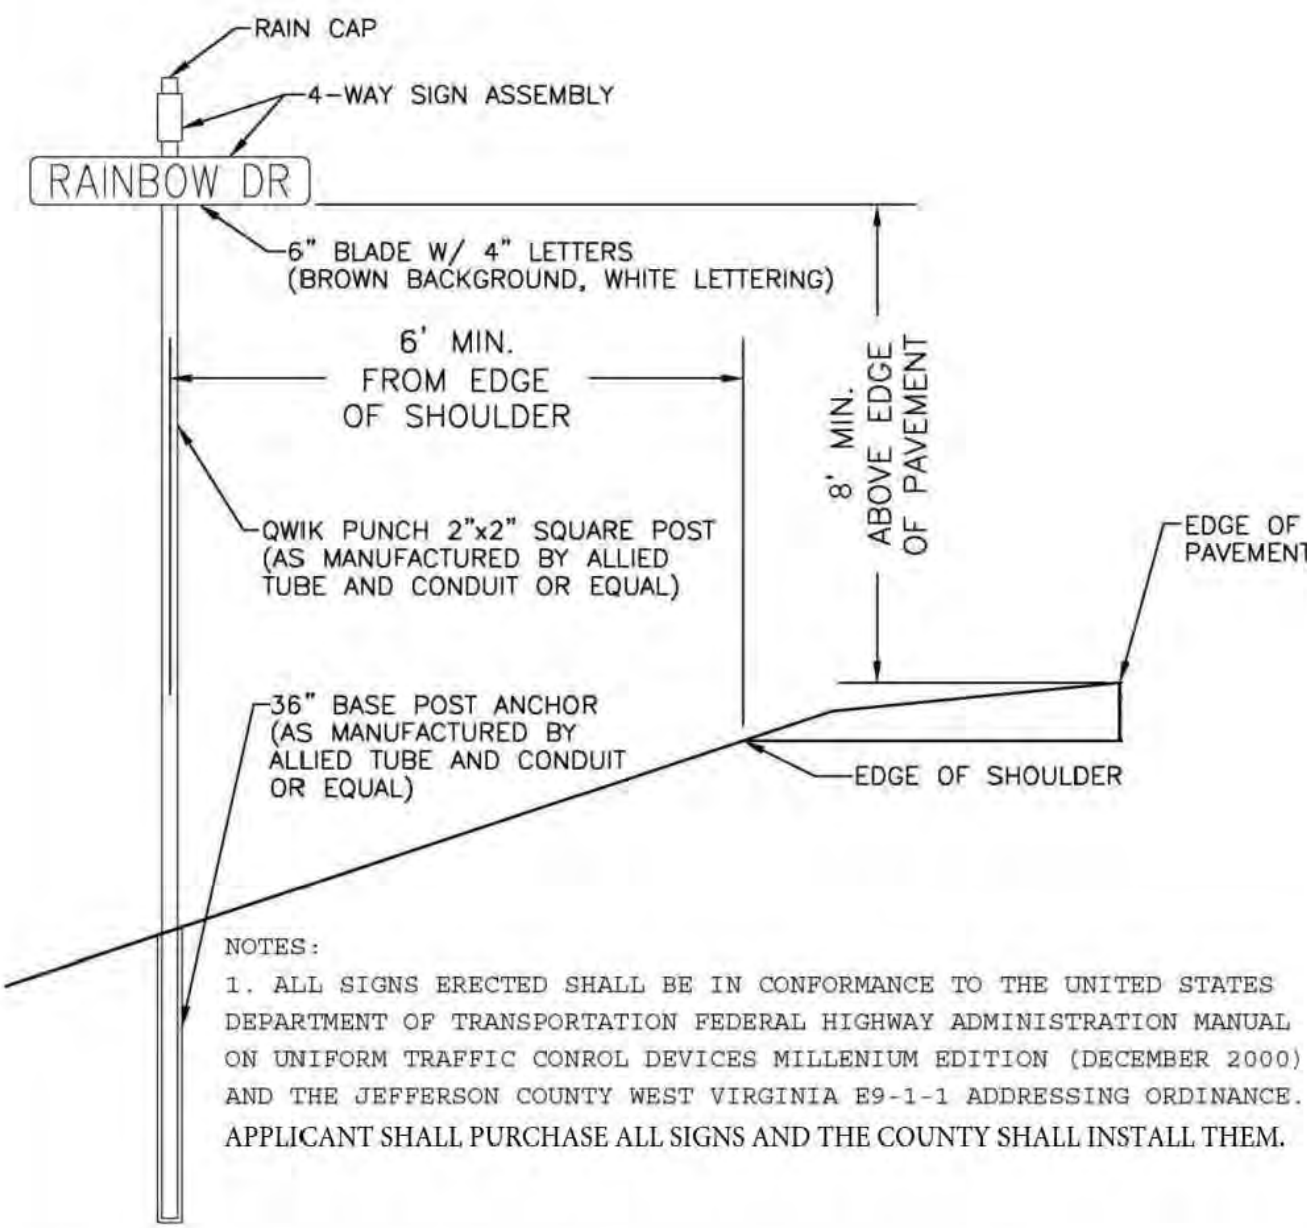 RAIN CAP
4-WAY SIGN ASSEMBLY
RAINBOW DR
6" BLADE W/ 4" LETTERS
(BROWN BACKGROUND, WHITE LETTERING)
6' MIN.
FROM EDGE
OF SHOULDER
8' MIN.
ABOVE EDGE
OF PAVEMENT
QWIK PUNCH 2"x2" SQUARE POST
(AS MANUFACTURED BY ALLIED
TUBE AND CONDUIT OR EQUAL)
EDGE OF
PAVEMENT
36" BASE POST ANCHOR
(AS MANUFACTURED BY
ALLIED TUBE AND CONDUIT
OR EQUAL)
EDGE OF SHOULDER
NOTES:
1. ALL SIGNS ERECTED SHALL BE IN CONFORMANCE TO THE UNITED STATES
DEPARTMENT OF TRANSPORTATION FEDERAL HIGHWAY ADMINISTRATION MANUAL
ON UNIFORM TRAFFIC CONROL DEVICES MILLENIUM EDITION (DECEMBER 2000)
AND THE JEFFERSON COUNTY WEST VIRGINIA E9-1-1 ADDRESSING ORDINANCE.
APPLICANT SHALL PURCHASE ALL SIGNS AND THE COUNTY SHALL INSTALL THEM.